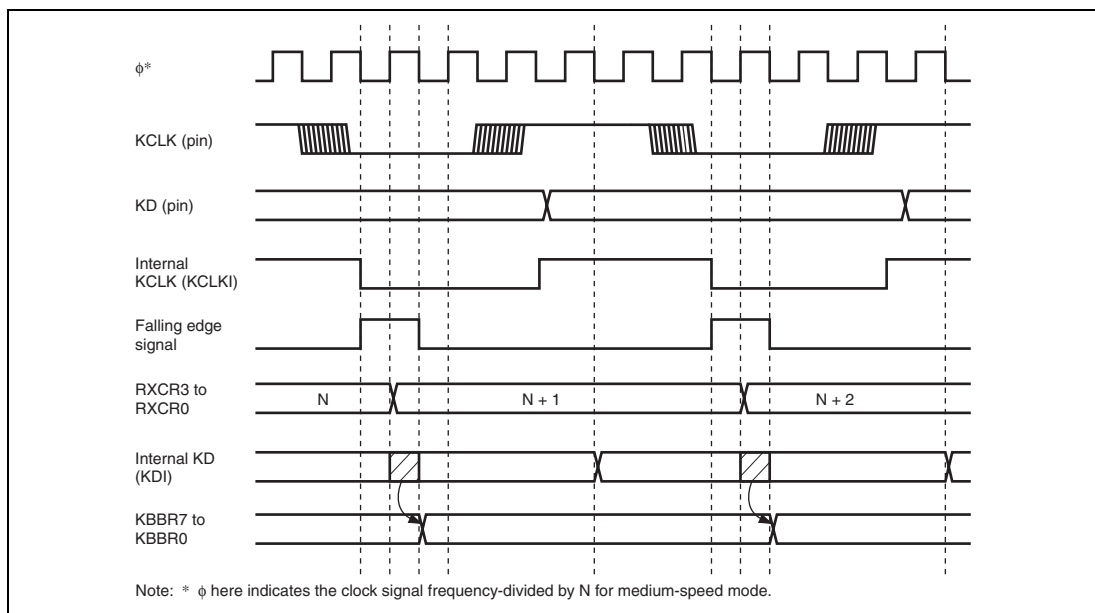 φ*
KCLK (pin)
KD (pin)
Internal
KCLK (KCLKI)
Falling edge
signal
RXCR3 to
RXCR0
N
N + 1
N + 2
Internal KD
(KDI)
KBBR7 to
KBBR0
Note: * φ here indicates the clock signal frequency-divided by N for medium-speed mode.